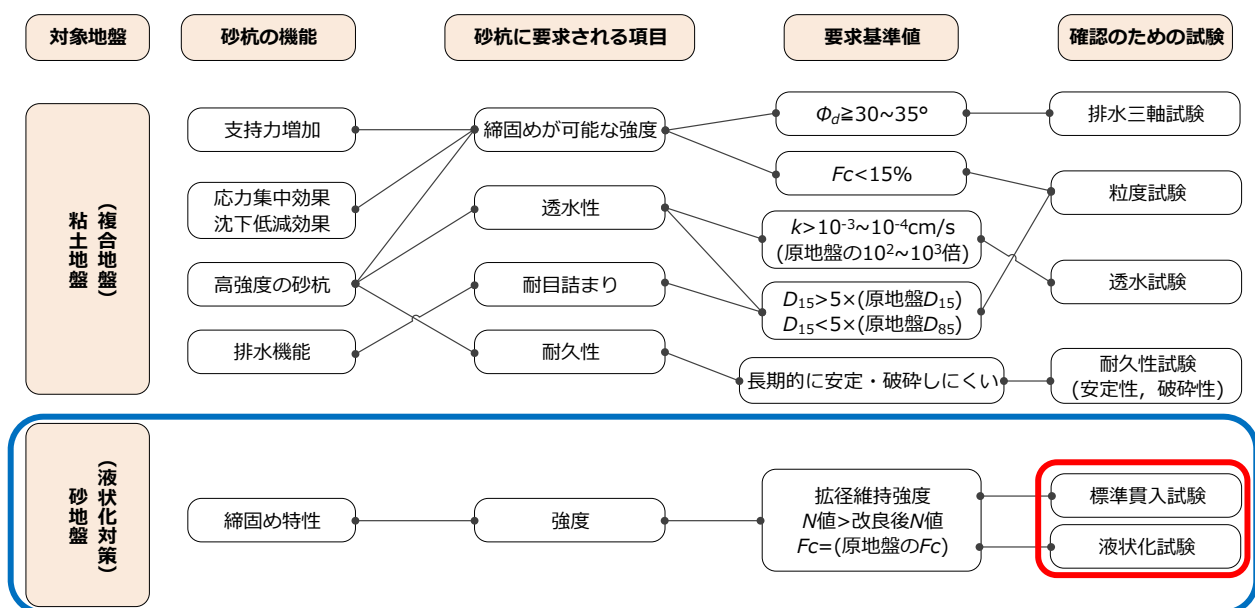 対象地盤
砂杭の機能
砂杭に要求される項目
要求基準値
確認のための試験
粘土地盤
(複合地盤)
支持力増加
応力集中効果
沈下低減効果
高強度の砂杭
排水機能
締固めが可能な強度
透水性
耐目詰まり
耐久性
Φd≧30~35°
Fc<15%
k>10⁻³~10⁻⁴cm/s
(原地盤の10²~10³倍)
D₁₅>5×(原地盤D₁₅)
D₁₅<5×(原地盤D₈₅)
長期的に安定・破砕しにくい
排水三軸試験
粒度試験
透水試験
耐久性試験
(安定性，破砕性)
砂地盤
(液状化対策)
締固め特性
強度
拡径維持強度
N値>改良後N値
Fc=(原地盤のFc)
標準貫入試験
液状化試験